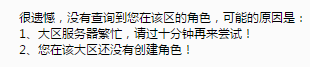 很遗憾，没有查询到您在该区的角色，可能的原因是：
1、大区服务器繁忙，请过十分钟再来尝试！
2、您在该大区还没有创建角色！